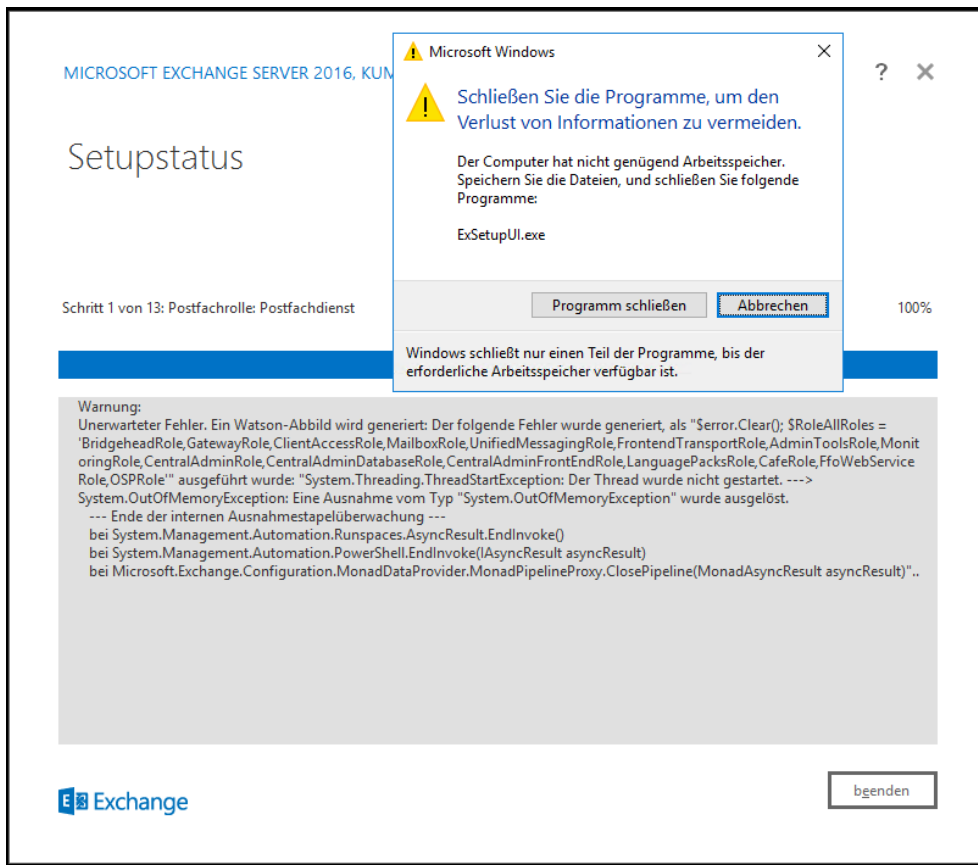 Microsoft Windows
MICROSOFT EXCHANGE SERVER 2016, KUM
?
Schließen Sie die Programme, um den
Verlust von Informationen zu vermeiden.
Setupstatus
Der Computer hat nicht genügend Arbeitsspeicher.
Speichern Sie die Dateien, und schließen Sie folgende
Programme:
ExSetupUI.exe
Schritt 1 von 13: Postfachrolle: Postfachdienst
Programm schließen
Abbrechen
100%
Windows schließt nur einen Teil der Programme, bis der
erforderliche Arbeitsspeicher verfügbar ist.
Warnung:
Unerwarteter Fehler. Ein Watson-Abbild wird generiert: Der folgende Fehler wurde generiert, als "$error.Clear(); $RoleAllRoles =
'BridgeheadRole,GatewayRole,ClientAccessRole,MailboxRole,UnifiedMessagingRole,FrontendTransportRole,AdminToolsRole,Monit
oringRole,CentralAdminRole,CentralAdminDatabaseRole,CentralAdminFrontEndRole,LanguagePacksRole,CafeRole,FfoWebService
Role,OSPRole'" ausgeführt wurde: "System.Threading.ThreadStartException: Der Thread wurde nicht gestartet. --->
System.OutOfMemoryException: Eine Ausnahme vom Typ "System.OutOfMemoryException" wurde ausgelöst.
--- Ende der internen Ausnahmestapelüberwachung ---
bei System.Management.Automation.Runspaces.AsyncResult.EndInvoke()
bei System.Management.Automation.PowerShell.EndInvoke(IAsyncResult asyncResult)
bei Microsoft.Exchange.Configuration.MonadDataProvider.MonadPipelineProxy.ClosePipeline(MonadAsyncResult asyncResult)"..
Exchange
beenden